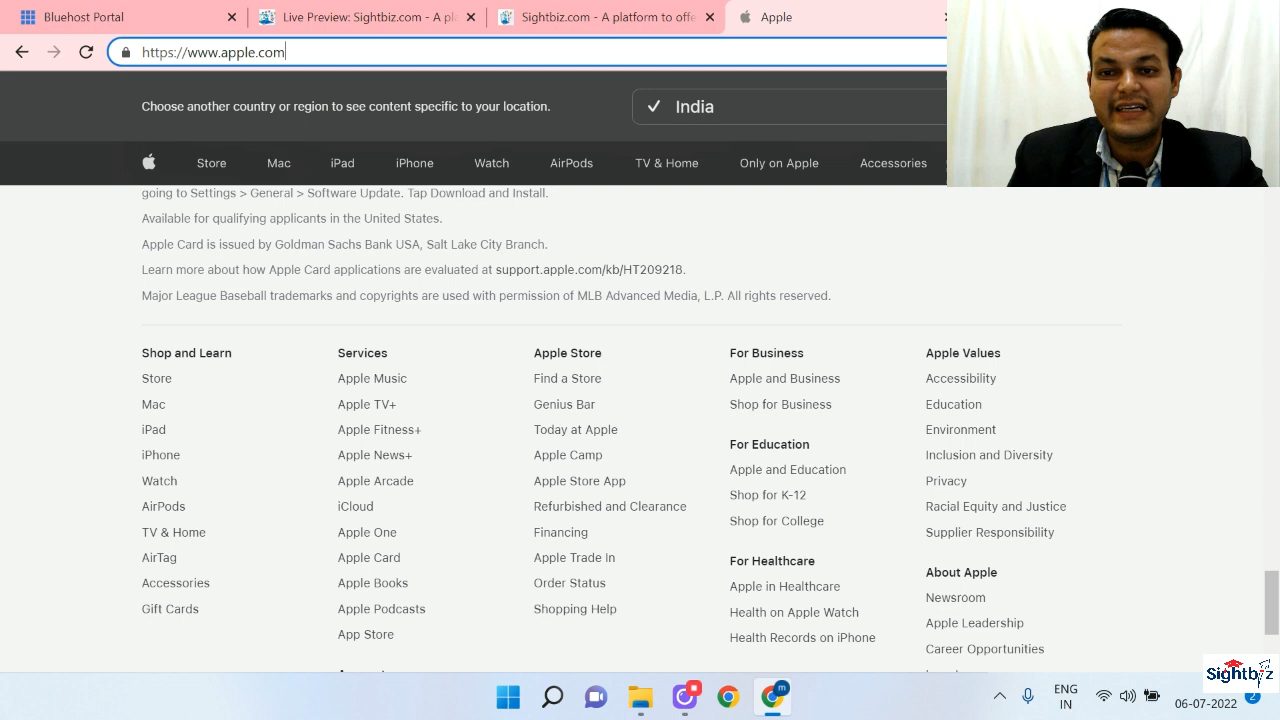 Bluehost Portal
Live Preview: Sightbiz.com - A pl
Sightbiz.com - A platform to offe
Apple
https://www.apple.com
Choose another country or region to see content specific to your location.
India
Store Mac iPad iPhone Watch AirPods TV & Home Only on Apple Accessories
going to Settings > General > Software Update. Tap Download and Install.
Available for qualifying applicants in the United States.
Apple Card is issued by Goldman Sachs Bank USA, Salt Lake City Branch.
Learn more about how Apple Card applications are evaluated at support.apple.com/kb/HT209218.
Major League Baseball trademarks and copyrights are used with permission of MLB Advanced Media, L.P. All rights reserved.
Shop and Learn
Store
Mac
iPad
iPhone
Watch
AirPods
TV & Home
AirTag
Accessories
Gift Cards
Services
Apple Music
Apple TV+
Apple Fitness+
Apple News+
Apple Arcade
iCloud
Apple One
Apple Card
Apple Books
Apple Podcasts
App Store
Apple Store
Find a Store
Genius Bar
Today at Apple
Apple Camp
Apple Store App
Refurbished and Clearance
Financing
Apple Trade In
Order Status
Shopping Help
For Business
Apple and Business
Shop for Business
For Education
Apple and Education
Shop for K-12
Shop for College
For Healthcare
Apple in Healthcare
Health on Apple Watch
Health Records on iPhone
Apple Values
Accessibility
Education
Environment
Inclusion and Diversity
Privacy
Racial Equity and Justice
Supplier Responsibility
About Apple
Newsroom
Apple Leadership
Career Opportunities
Sightbiz
m
ENG
IN
06-07-2022
2